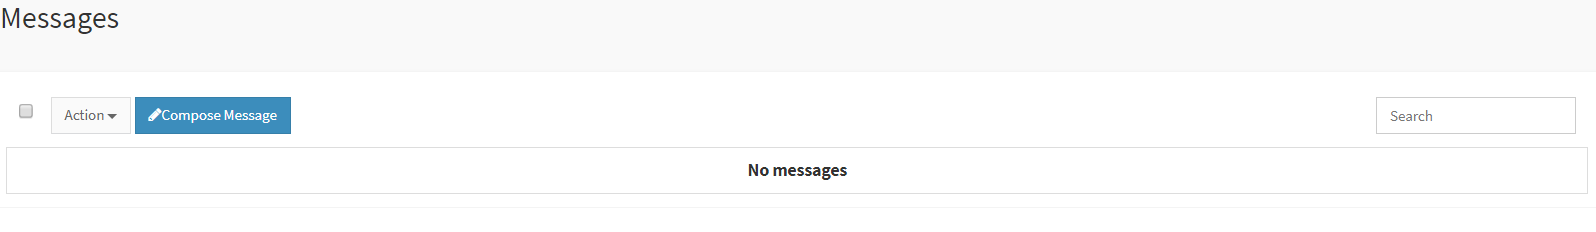 Messages
Action
Compose Message
Search
No messages